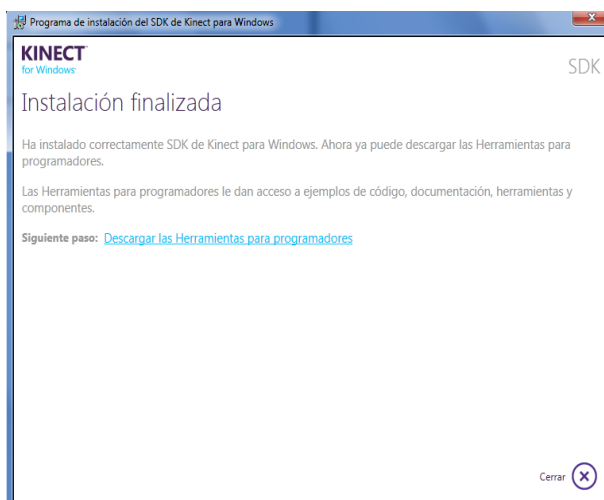 Programa de instalación del SDK de Kinect para Windows
KINECT
for Windows
SDK
Instalación finalizada
Ha instalado correctamente SDK de Kinect para Windows. Ahora ya puede descargar las Herramientas para
programadores.
Las Herramientas para programadores le dan acceso a ejemplos de código, documentación, herramientas y
componentes.
Siguiente paso: Descargar las Herramientas para programadores
Cerrar